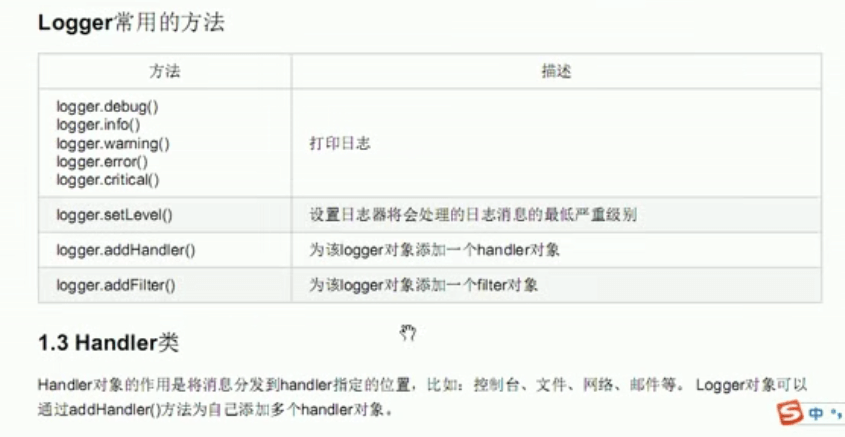 Logger常用的方法
方法 描述
logger.debug()
logger.info()
logger.warning() 打印日志
logger.error()
logger.critical()
logger.setLevel() 设置日志器将会处理的日志消息的最低严重级别
logger.addHandler() 为该logger对象添加一个handler对象
logger.addFilter() 为该logger对象添加一个filter对象
1.3 Handler类
Handler对象的作用是将消息分发到handler指定的位置，比如：控制台、文件、网络、邮件等。 Logger对象可以
通过addHandler()方法为自己添加多个handler对象。
S 中 °，